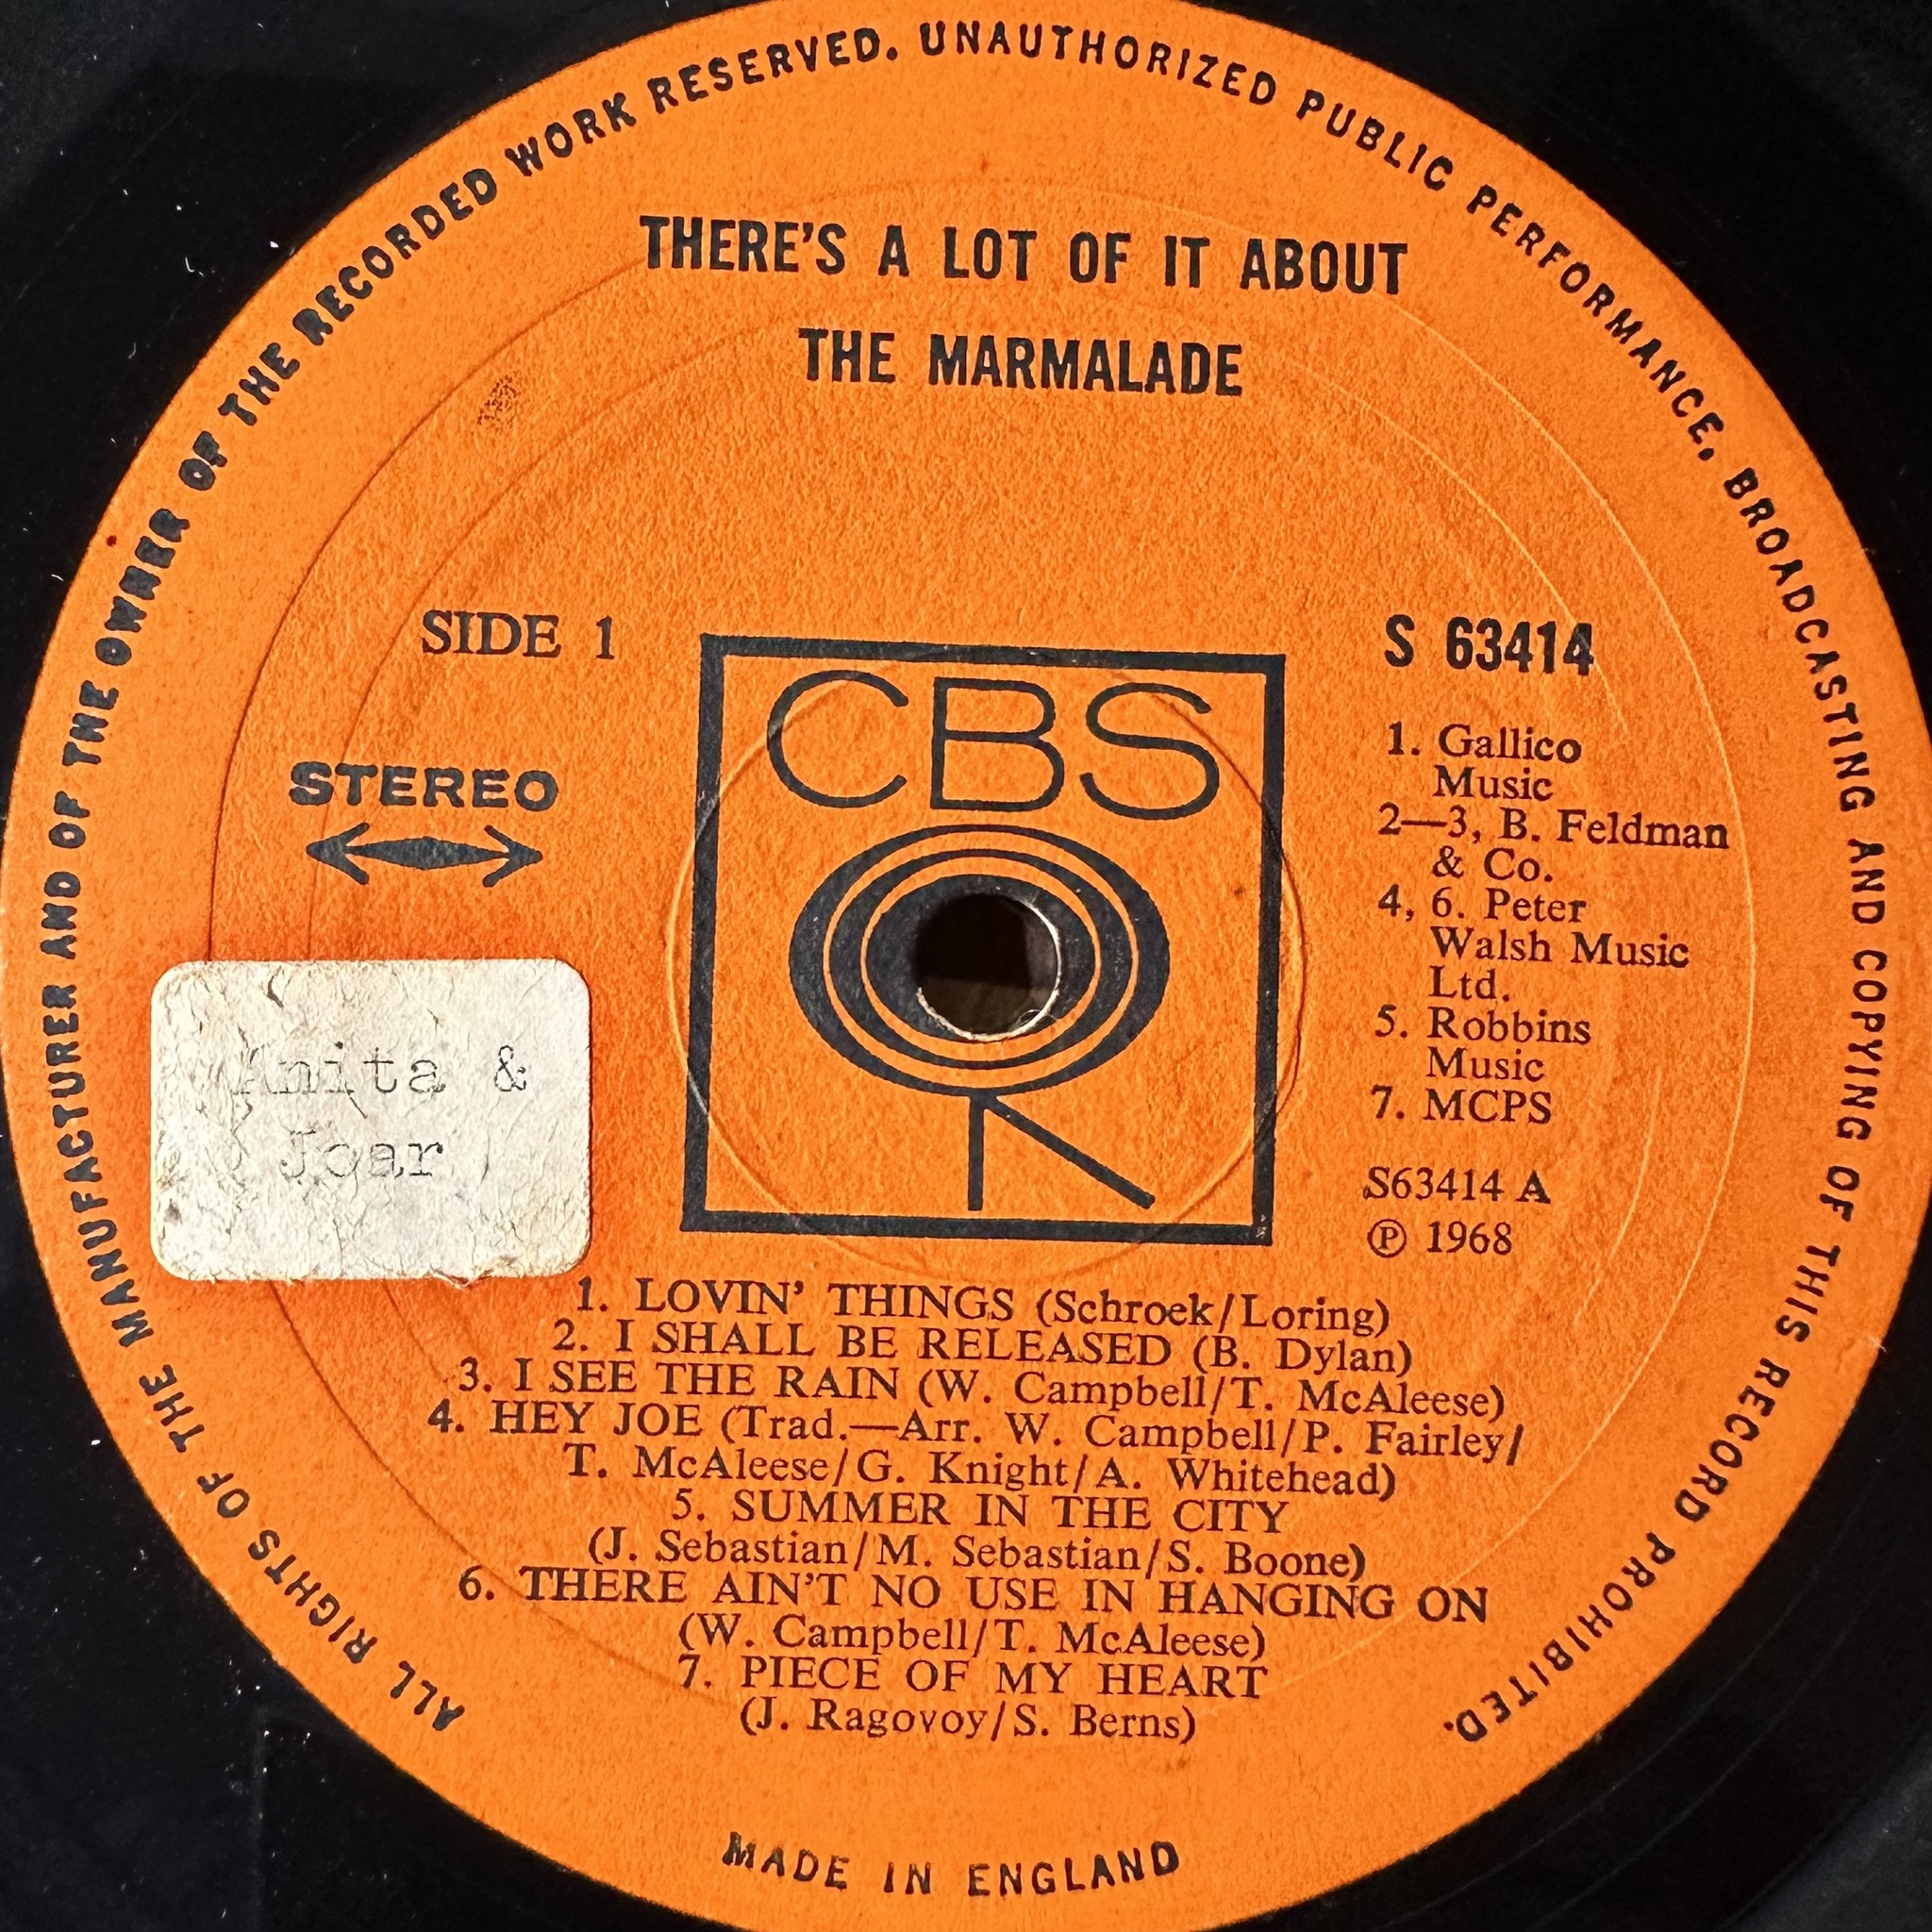 ALL RIGHTS OF THE MANUFACTURER AND OF THE OWNER OF THE RECORDED WORK RESERVED. UNAUTHORIZED PUBLIC PERFORMANCE, BROADCASTING AND COPYING OF THIS RECORD PROHIBITED.
THERE'S A LOT OF IT ABOUT
THE MARMALADE
SIDE 1
STEREO
Anita &
Joar
CBS
S 63414
1. Gallico
Music
2—3, B. Feldman
& Co.
4, 6. Peter
Walsh Music
Ltd.
5. Robbins
Music
7. MCPS
S63414 A
℗ 1968
1. LOVIN' THINGS (Schroek/Loring)
2. I SHALL BE RELEASED (B. Dylan)
3. I SEE THE RAIN (W. Campbell/T. McAleese)
4. HEY JOE (Trad.—Arr. W. Campbell/P. Fairley/
T. McAleese/G. Knight/A. Whitehead)
5. SUMMER IN THE CITY
(J. Sebastian/M. Sebastian/S. Boone)
6. THERE AIN'T NO USE IN HANGING ON
(W. Campbell/T. McAleese)
7. PIECE OF MY HEART
(J. Ragovoy/S. Berns)
MADE IN ENGLAND